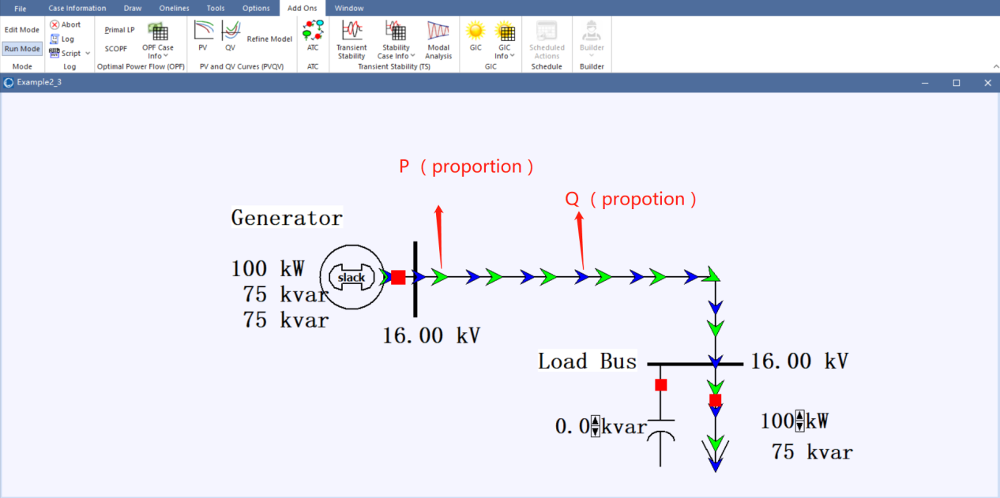 File Case Information Draw Onelines Tools Options Add Ons Window
Edit Mode
Run Mode
Mode
Abort
Log
Script
Log
Primal LP
SCOPF
OPF Case
Info
Optimal Power Flow (OPF)
PV
QV
Refine Model
PV and QV Curves (PVQV)
ATC
ATC
Transient
Stability
Stability
Case Info
Modal
Analysis
Transient Stability (TS)
GIC
GIC
Info
GIC
Scheduled
Actions
Schedule
Builder
Builder
Example2_3
P ( proportion )
Q ( propotion )
Generator
100 kW
75 kvar
75 kvar
slack
16.00 kV
Load Bus
16.00 kV
0.0 kvar
100 kW
75 kvar